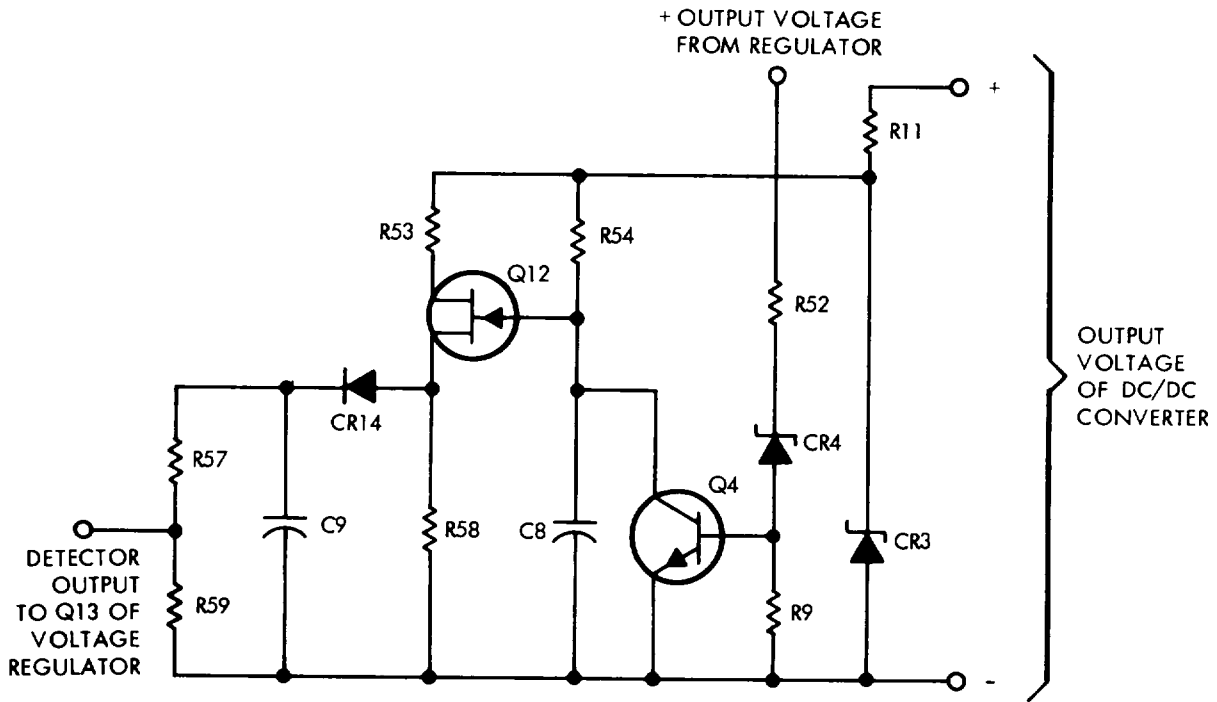 + OUTPUT VOLTAGE
FROM REGULATOR
+
R11
R53
R54
Q12
R52
OUTPUT
VOLTAGE
OF DC/DC
CONVERTER
CR14
CR4
R57
Q4
C9
R58
C8
CR3
DETECTOR
OUTPUT
TO Q13 OF
VOLTAGE
REGULATOR
R59
R9
-